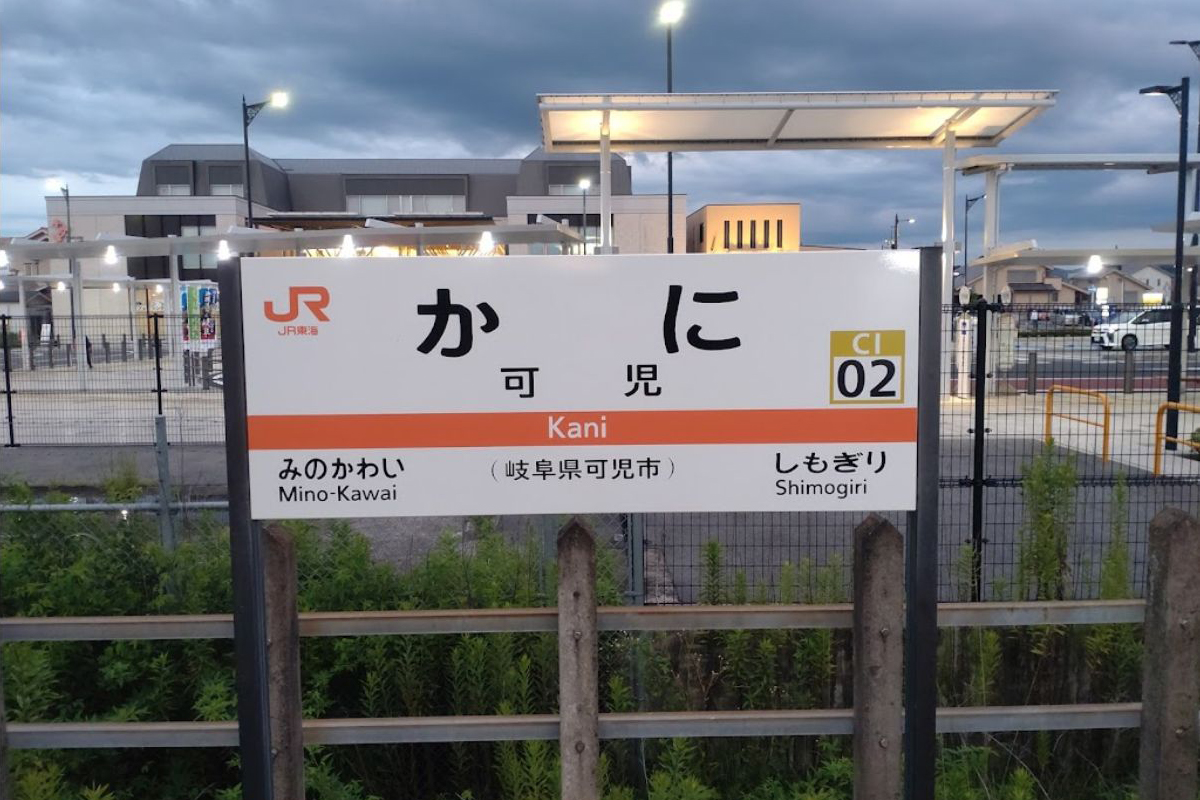 JR
JR東海
かに
可児
CI
02
Kani
みのかわい
Mino-Kawai
（岐阜県可児市）
しもぎり
Shimogiri